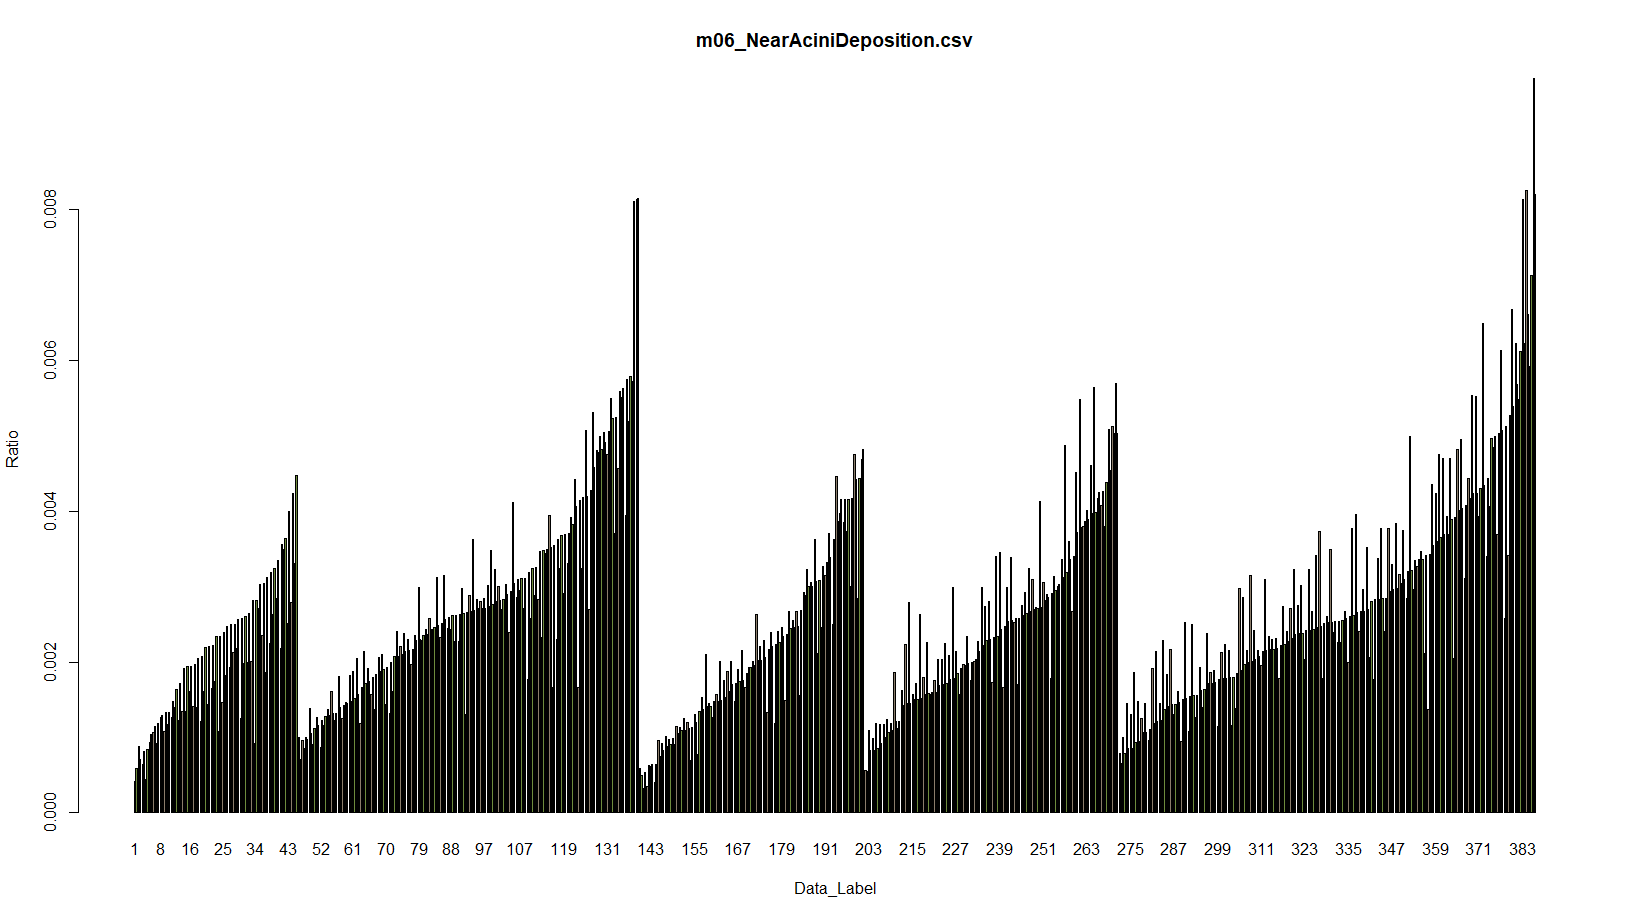 m06_NearAciniDeposition.csv
Ratio
0.008
0.006
0.004
0.002
0.000
1 8 16 25 34 43 52 61 70 79 88 97 107 119 131 143 155 167 179 191 203 215 227 239 251 263 275 287 299 311 323 335 347 359 371 383
Data_Label